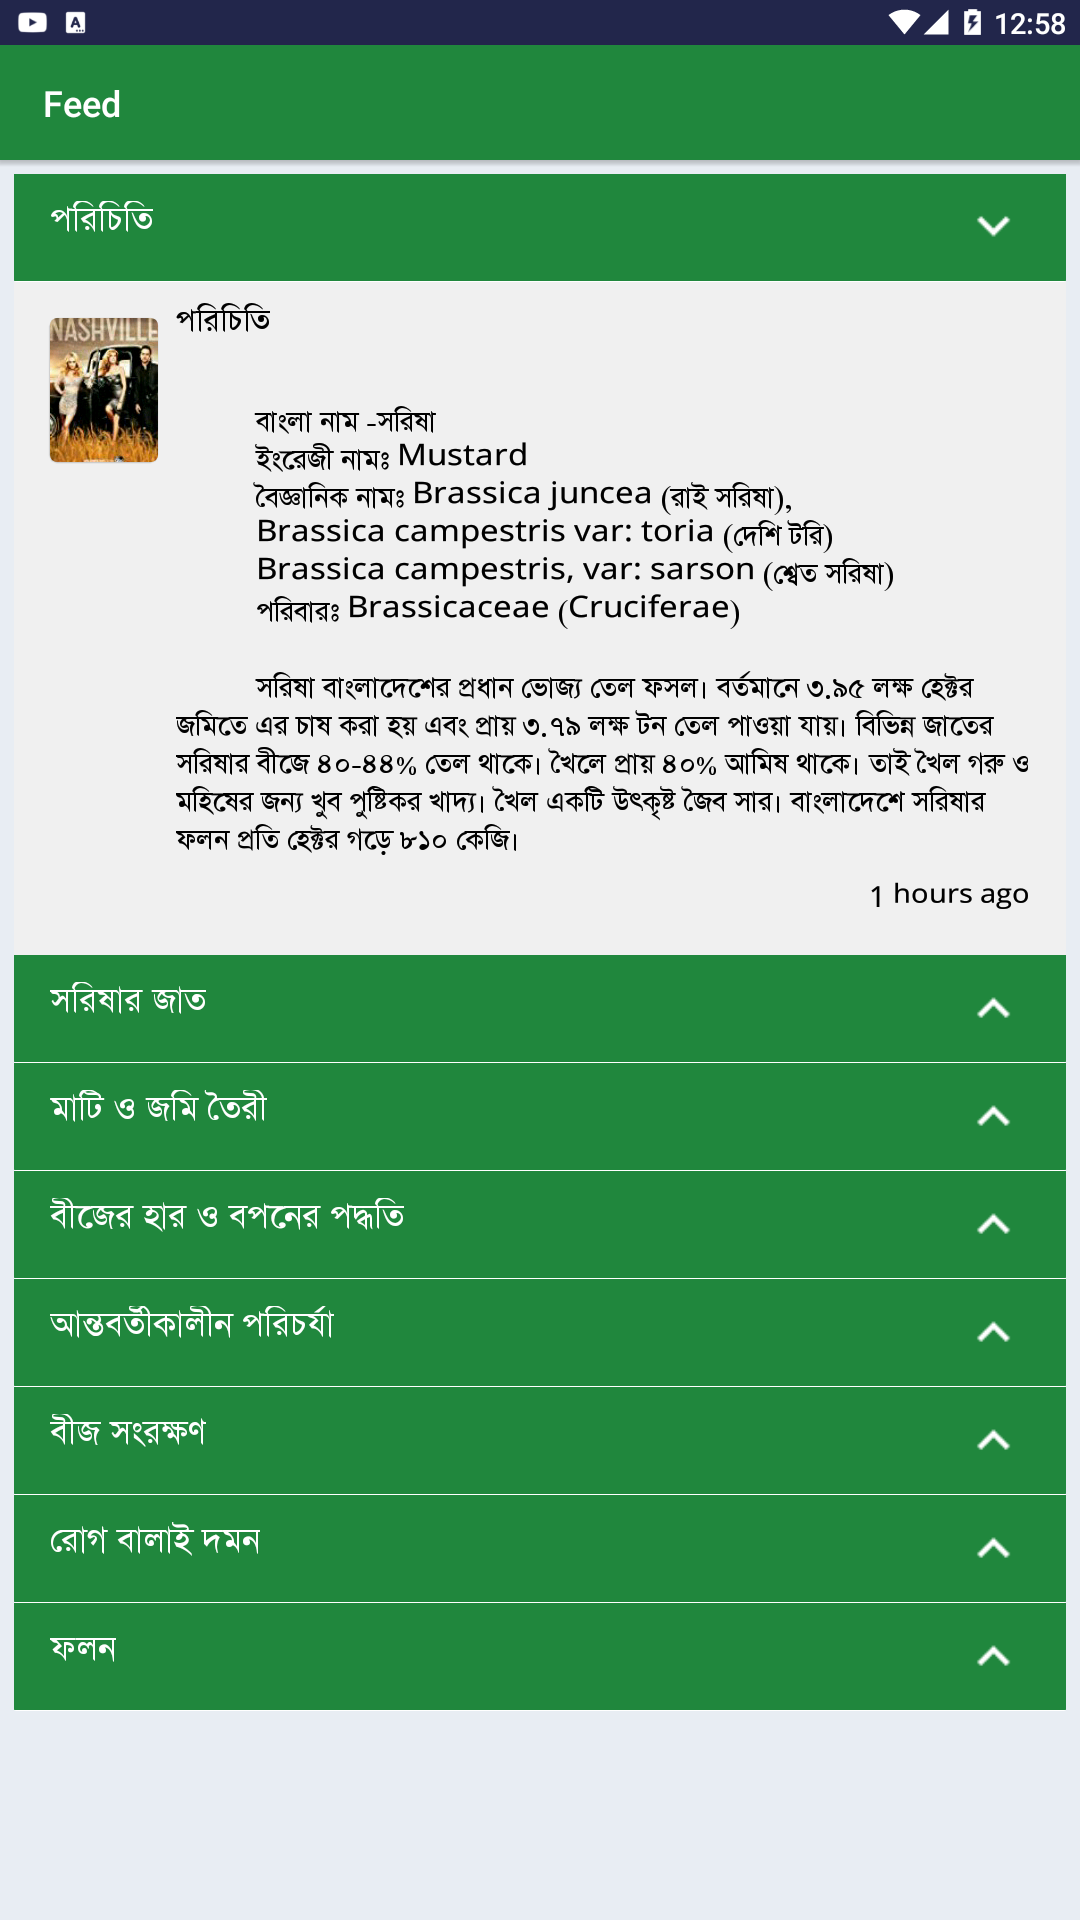 12:58
Feed
পরিচিতি
NASHVILLE
পরিচিতি
বাংলা নাম -সরিষা
ইংরেজী নামঃ Mustard
বৈজ্ঞানিক নামঃ Brassica juncea (রাই সরিষা),
Brassica campestris var: toria (দেশি টরি)
Brassica campestris, var: sarson (শ্বেত সরিষা)
পরিবারঃ Brassicaceae (Cruciferae)
সরিষা বাংলাদেশের প্রধান ভোজ্য তেল ফসল। বর্তমানে ৩.৯৫ লক্ষ হেক্টর
জমিতে এর চাষ করা হয় এবং প্রায় ৩.৭৯ লক্ষ টন তেল পাওয়া যায়। বিভিন্ন জাতের
সরিষার বীজে ৪০-৪৪% তেল থাকে। খৈলে প্রায় ৪০% আমিষ থাকে। তাই খৈল গরু ও
মহিষের জন্য খুব পুষ্টিকর খাদ্য। খৈল একটি উৎকৃষ্ট জৈব সার। বাংলাদেশে সরিষার
ফলন প্রতি হেক্টর গড়ে ৮১০ কেজি।
1 hours ago
সরিষার জাত
মাটি ও জমি তৈরী
বীজের হার ও বপনের পদ্ধতি
আন্তবর্তীকালীন পরিচর্যা
বীজ সংরক্ষণ
রোগ বালাই দমন
ফলন